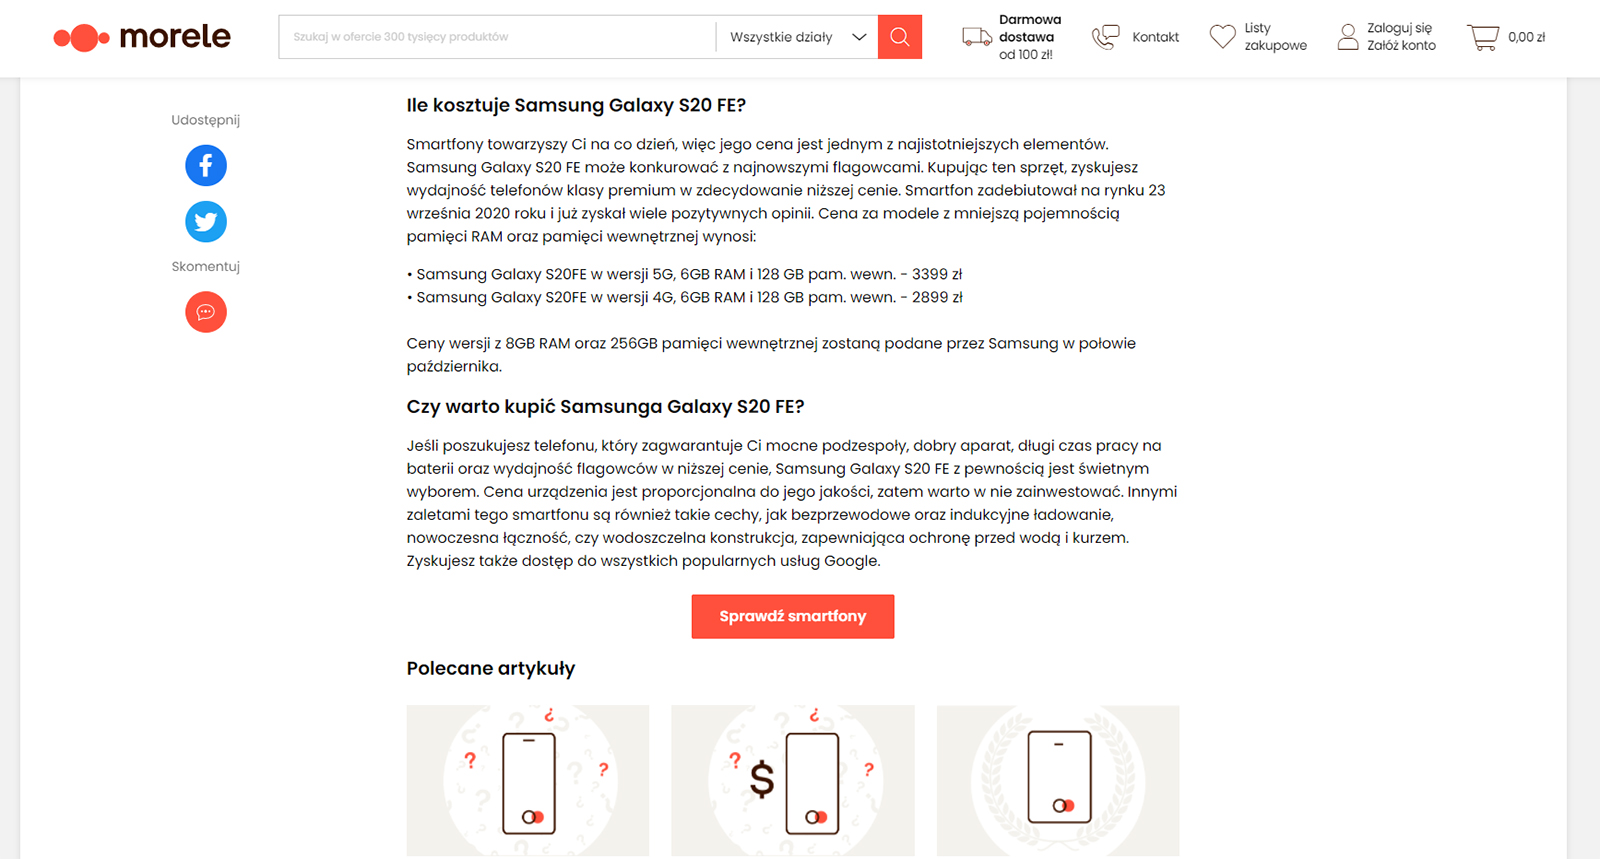 morele
Szukaj w ofercie 300 tysięcy produktów
Wszystkie działy
Darmowa
dostawa
od 100 zł!
Kontakt
Listy
zakupowe
Zaloguj się
Załóż konto
0,00 zł
Udostępnij
Skomentuj
Ile kosztuje Samsung Galaxy S20 FE?
Smartfony towarzyszy Ci na co dzień, więc jego cena jest jednym z najistotniejszych elementów.
Samsung Galaxy S20 FE może konkurować z najnowszymi flagowcami. Kupując ten sprzęt, zyskujesz
wydajność telefonów klasy premium w zdecydowanie niższej cenie. Smartfon zadebiutował na rynku 23
września 2020 roku i już zyskał wiele pozytywnych opinii. Cena za modele z mniejszą pojemnością
pamięci RAM oraz pamięci wewnętrznej wynosi:
• Samsung Galaxy S20FE w wersji 5G, 6GB RAM i 128 GB pam. wewn. - 3399 zł
• Samsung Galaxy S20FE w wersji 4G, 6GB RAM i 128 GB pam. wewn. - 2899 zł
Ceny wersji z 8GB RAM oraz 256GB pamięci wewnętrznej zostaną podane przez Samsung w połowie
października.
Czy warto kupić Samsunga Galaxy S20 FE?
Jeśli poszukujesz telefonu, który zagwarantuje Ci mocne podzespoły, dobry aparat, długi czas pracy na
baterii oraz wydajność flagowców w niższej cenie, Samsung Galaxy S20 FE z pewnością jest świetnym
wyborem. Cena urządzenia jest proporcjonalna do jego jakości, zatem warto w nie zainwestować. Innymi
zaletami tego smartfonu są również takie cechy, jak bezprzewodowe oraz indukcyjne ładowanie,
nowoczesna łączność, czy wodoszczelna konstrukcja, zapewniająca ochronę przed wodą i kurzem.
Zyskujesz także dostęp do wszystkich popularnych usług Google.
Sprawdź smartfony
Polecane artykuły